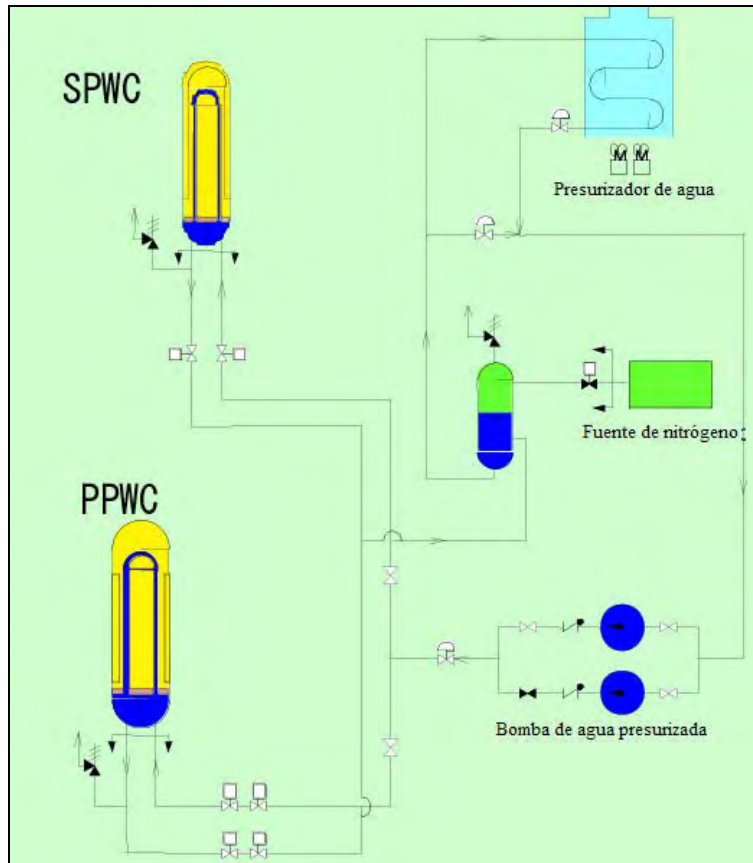 SPWC
M M
Presurizador de agua
Fuente de nitrógeno:
PPWC
Bomba de agua presurizada